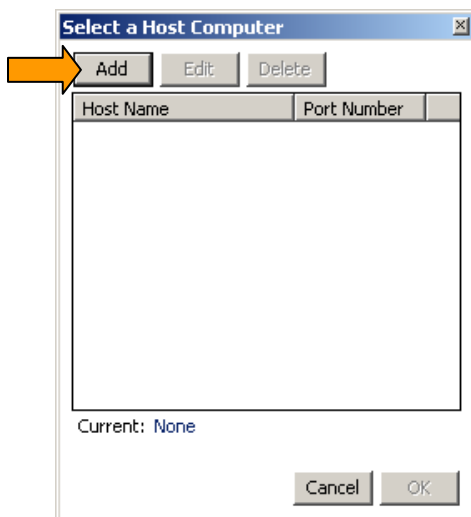 Select a Host Computer
Add Edit Delete
Host Name Port Number
Current: None
Cancel OK